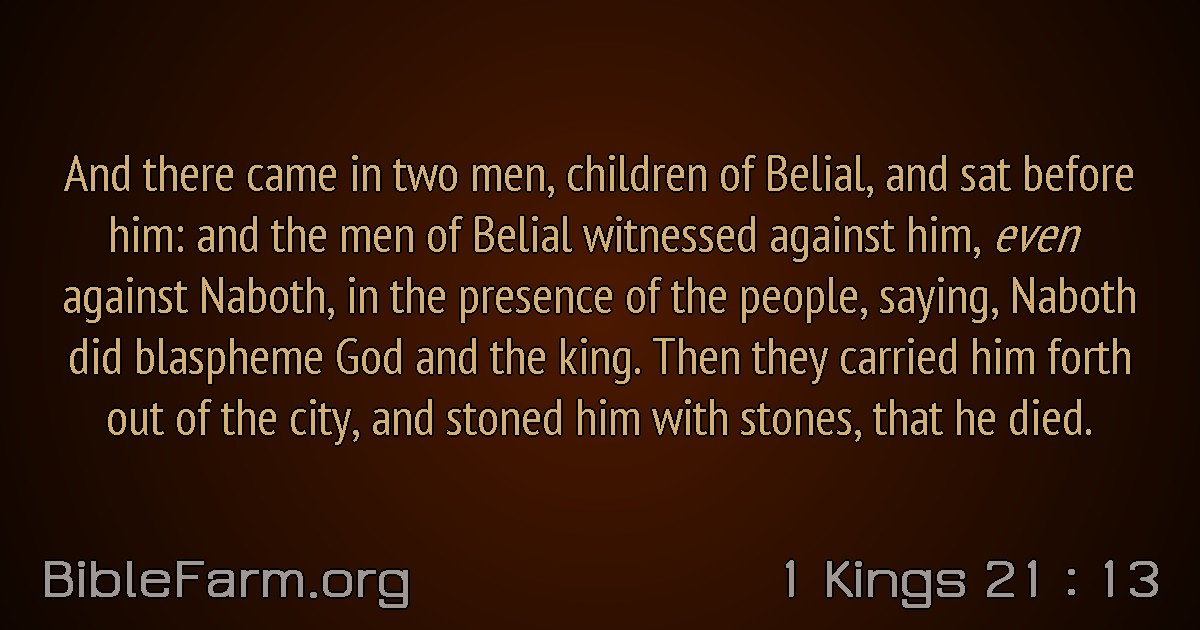 And there came in two men, children of Belial, and sat before
him: and the men of Belial witnessed against him, even
against Naboth, in the presence of the people, saying, Naboth
did blaspheme God and the king. Then they carried him forth
out of the city, and stoned him with stones, that he died.
BibleFarm.org
1 Kings 21 : 13